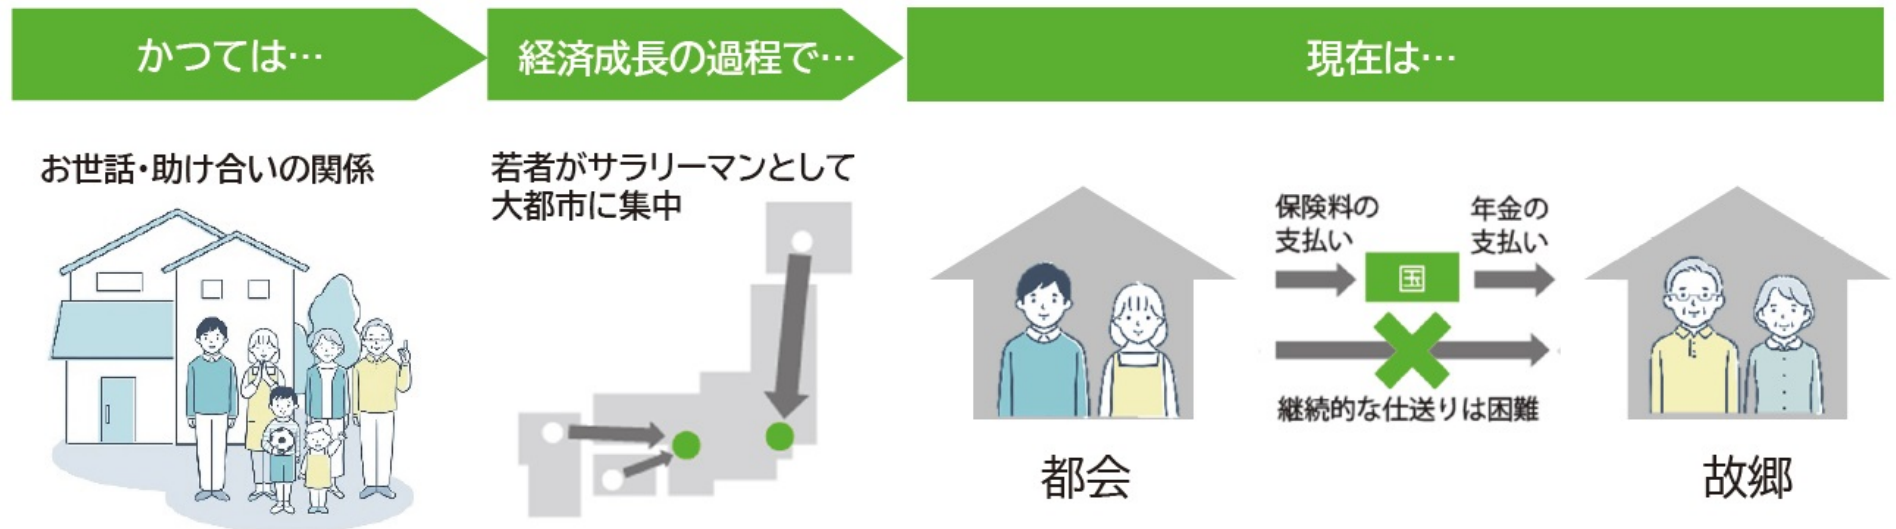 かつては…
経済成長の過程で…
現在は…
お世話・助け合いの関係
若者がサラリーマンとして
大都市に集中
保険料の
支払い
年金の
支払い
国
継続的な仕送りは困難
都会
故郷